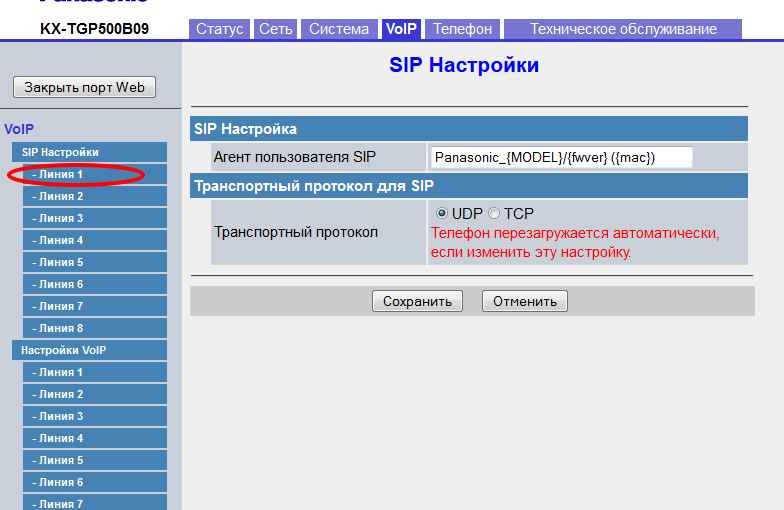 Panasonic
KX-TGP500B09
Статус Сеть Система VoIP Телефон Техническое обслуживание
SIP Настройки
Закрыть порт Web
VoIP
SIP Настройки
- Линия 1
- Линия 2
- Линия 3
- Линия 4
- Линия 5
- Линия 6
- Линия 7
- Линия 8
Настройки VoIP
- Линия 1
- Линия 2
- Линия 3
- Линия 4
- Линия 5
- Линия 6
- Линия 7
SIP Настройка
Агент пользователя SIP Panasonic_{MODEL}/{fwver} ({mac})
Транспортный протокол для SIP
Транспортный протокол UDP TCP
Телефон перезагружается автоматически,
если изменить эту настройку.
Сохранить Отменить